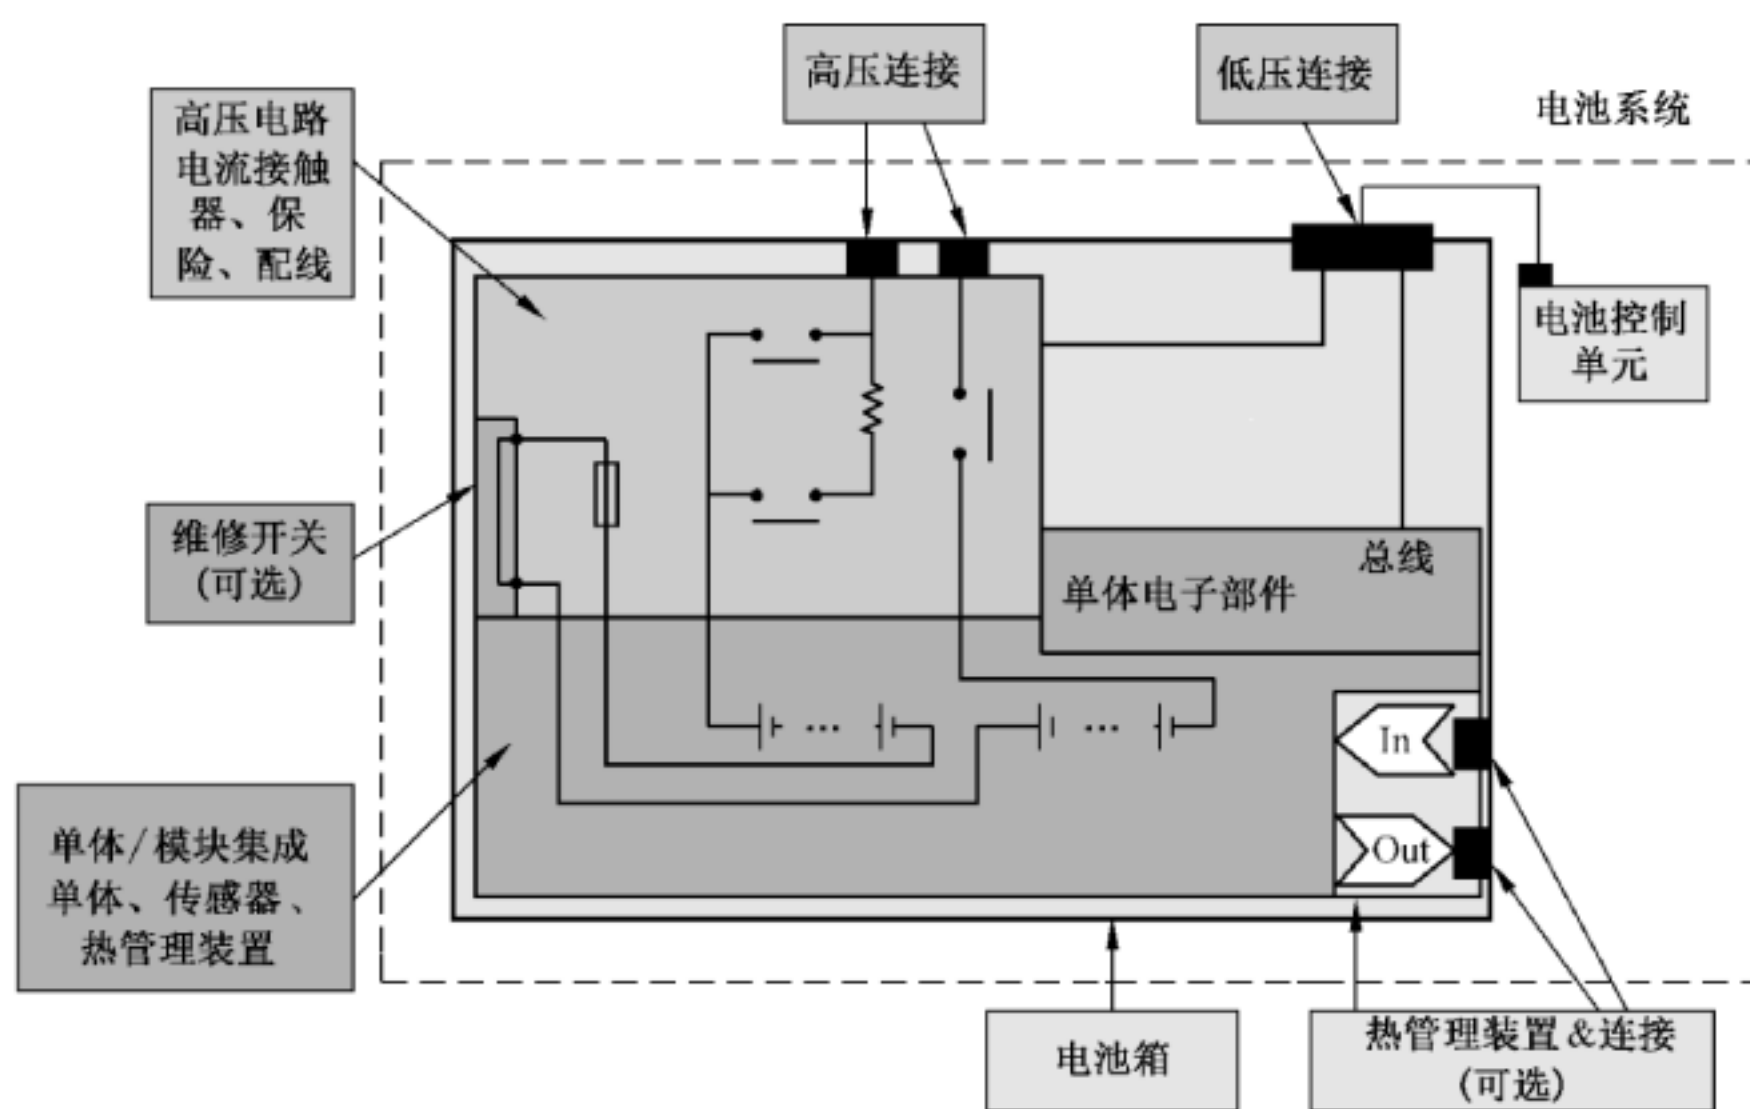 高压连接
低压连接
电池系统
高压电路
电流接触
器、保
险、配线
电池控制
单元
维修开关
(可选)
总线
单体电子部件
In
Out
单体/模块集成
单体、传感器、
热管理装置
电池箱
热管理装置&连接
(可选)